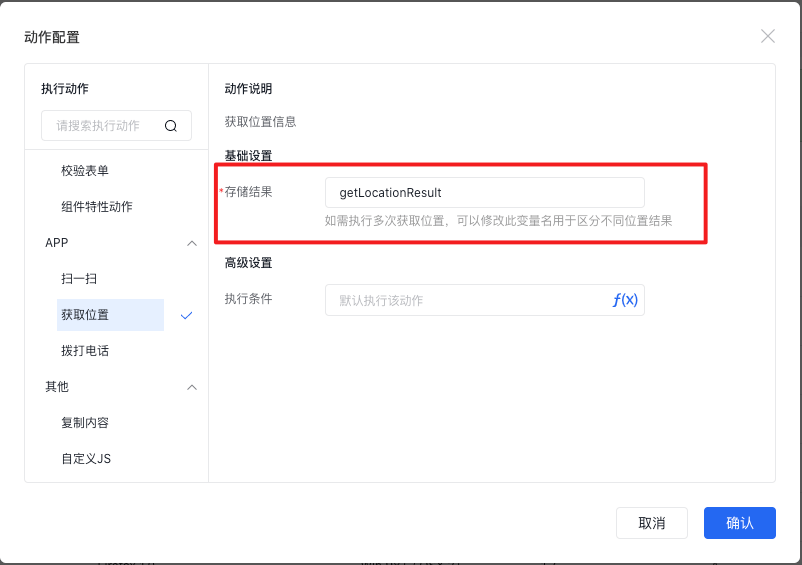 动作配置
执行动作
请搜索执行动作
校验表单
组件特性动作
APP
扫一扫
获取位置
拨打电话
其他
复制内容
自定义JS
动作说明
获取位置信息
基础设置
*存储结果
getLocationResult
如需执行多次获取位置，可以修改此变量名用于区分不同位置结果
高级设置
执行条件
默认执行该动作
f(x)
取消
确认